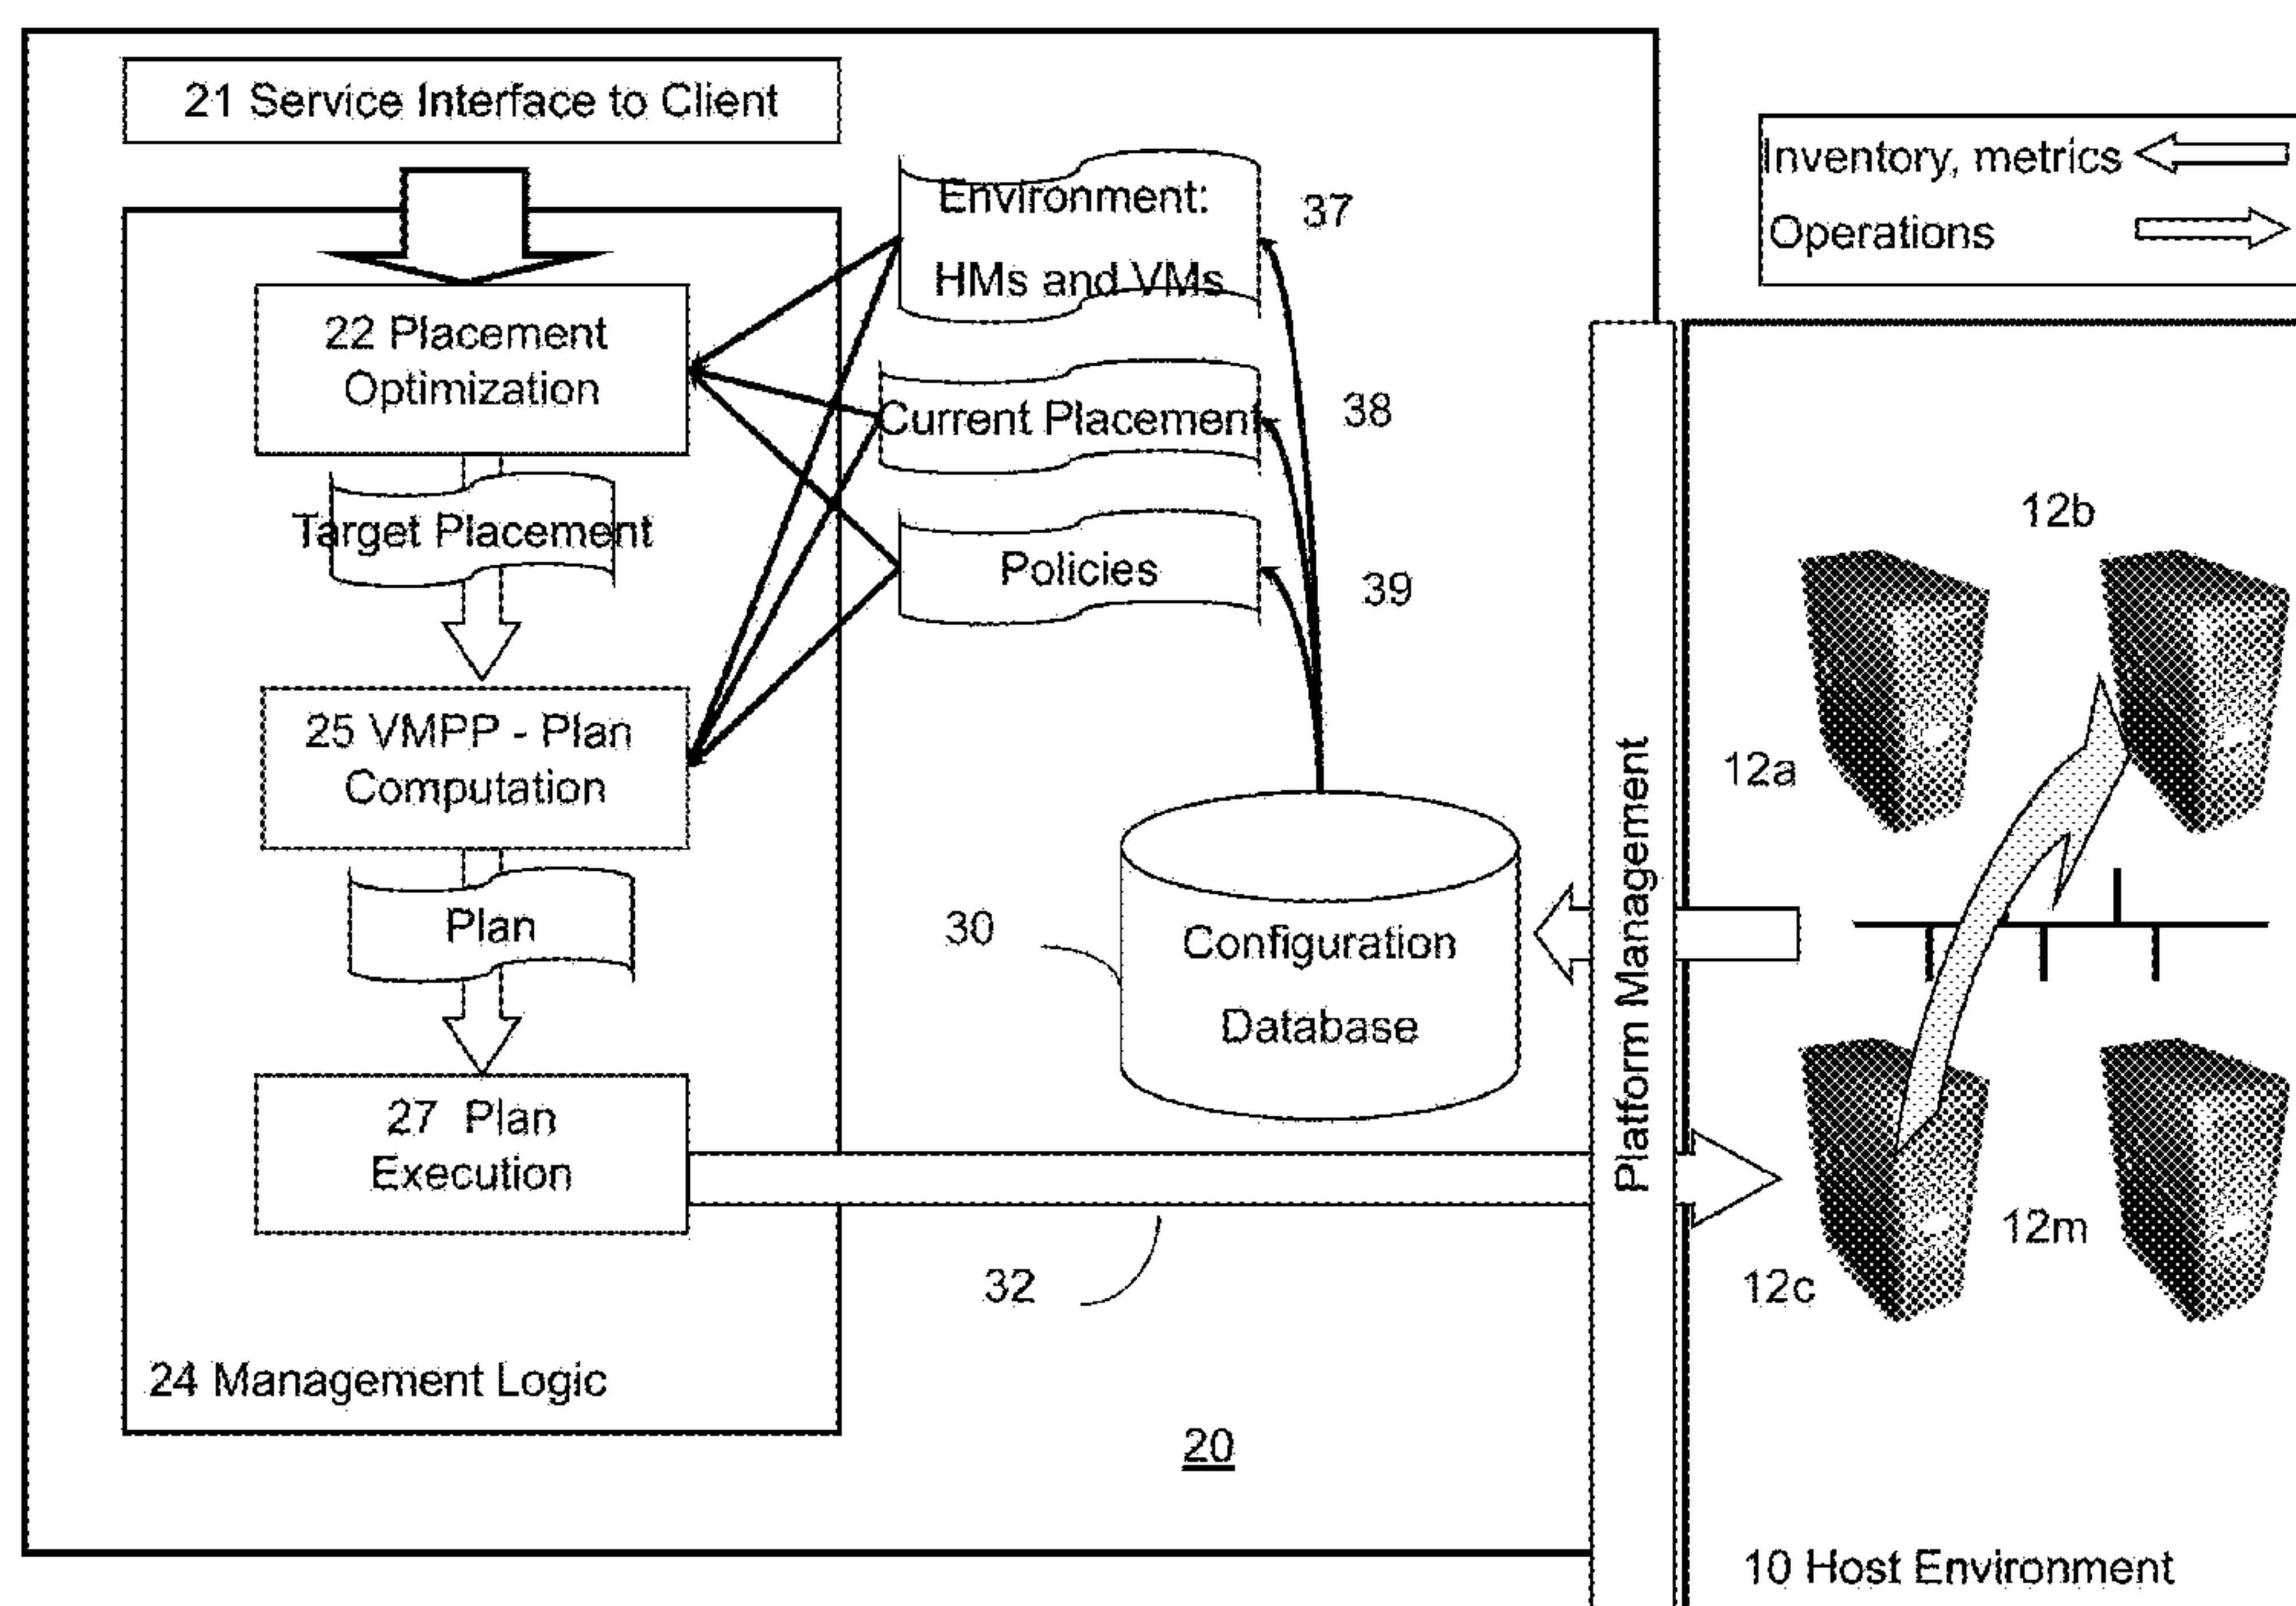 21 Service Interface to Client
Environment:
HMs and VMs
37
Inventory, metrics
Operations
22 Placement
Optimization
Current Placement
38
Target Placement
Policies
39
12b
25 VMPP - Plan
Computation
12a
Plan
30
Configuration
Database
Platform Management
27 Plan
Execution
32
12m
12c
24 Management Logic
20
10 Host Environment